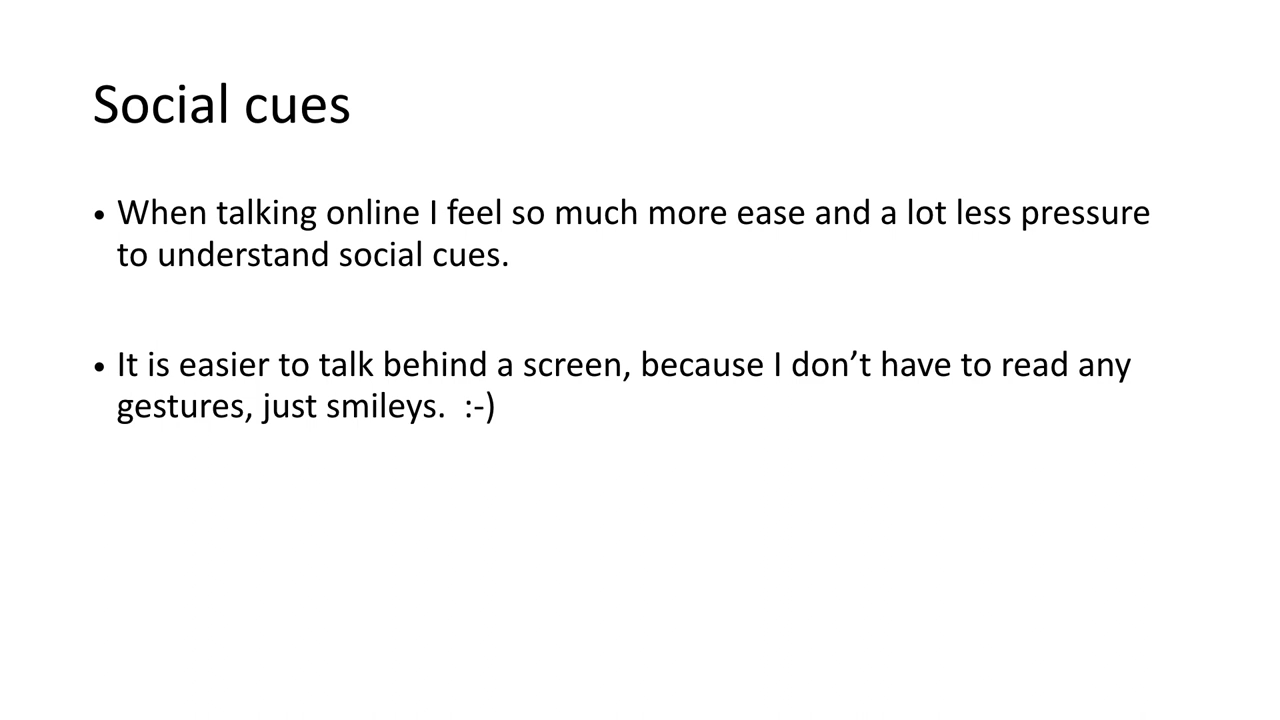 Social cues
• When talking online I feel so much more ease and a lot less pressure
to understand social cues.
• It is easier to talk behind a screen, because I don’t have to read any
gestures, just smileys.  :-)